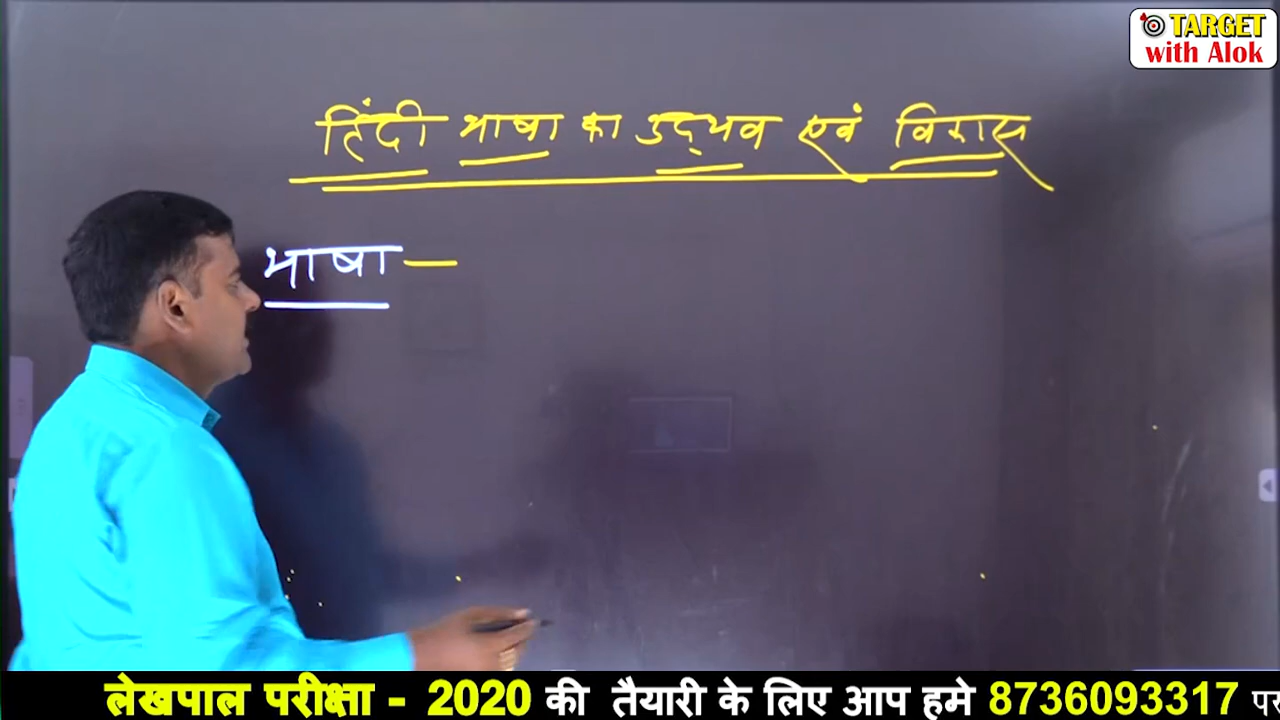 TARGET
with Alok
हिंदी भाषा का उद्भव एवं विकास
भाषा –
लेखपाल परीक्षा - 2020 की तैयारी के लिए आप हमे 8736093317 पर